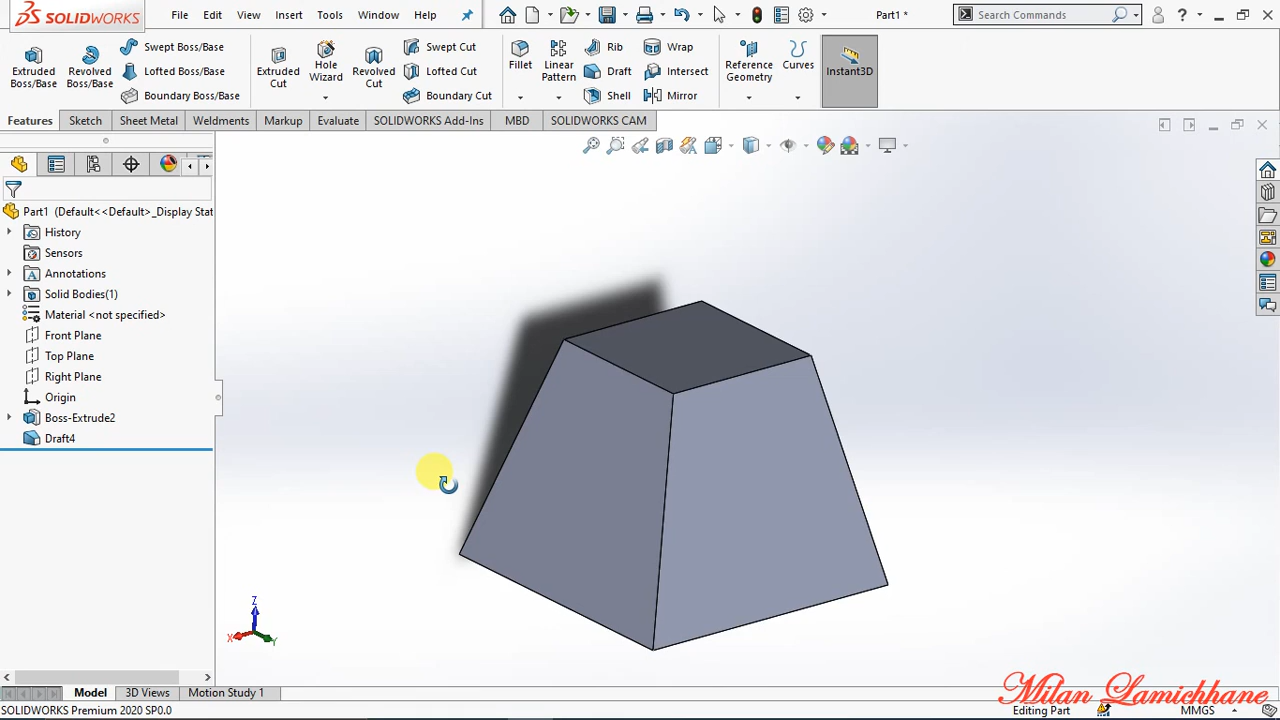 SOLIDWORKS File Edit View Insert Tools Window Help Part1 * Search Commands
Extruded Boss/Base
Revolved Boss/Base
Swept Boss/Base
Lofted Boss/Base
Boundary Boss/Base
Extruded Cut
Hole Wizard
Revolved Cut
Swept Cut
Lofted Cut
Boundary Cut
Fillet
Linear Pattern
Rib
Draft
Shell
Wrap
Intersect
Mirror
Reference Geometry
Curves
Instant3D
Features Sketch Sheet Metal Weldments Markup Evaluate SOLIDWORKS Add-Ins MBD SOLIDWORKS CAM
Part1 (Default<<Default>_Display Stat
History
Sensors
Annotations
Solid Bodies(1)
Material <not specified>
Front Plane
Top Plane
Right Plane
Origin
Boss-Extrude2
Draft4
Z
X
Y
Model 3D Views Motion Study 1
Milan Lamichhane
SOLIDWORKS Premium 2020 SP0.0 Editing Part MMGS